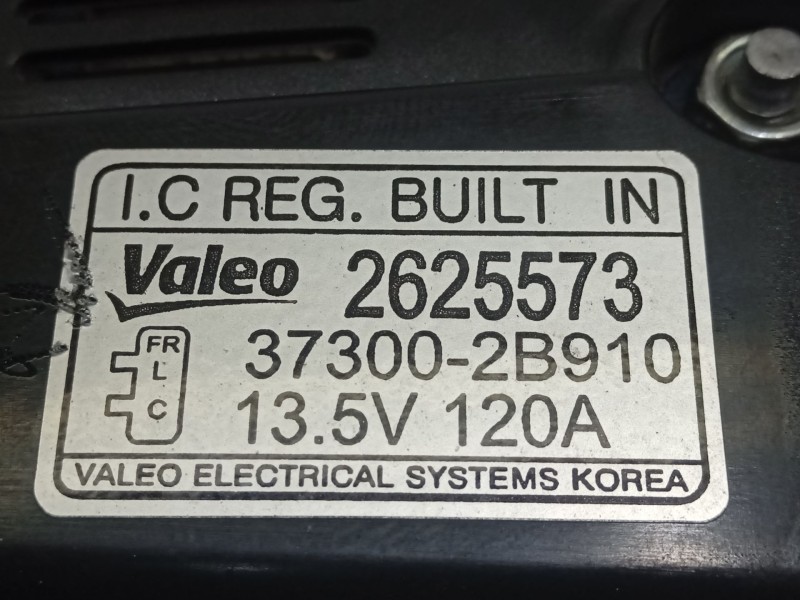 I.C REG. BUILT IN
Valeo 2625573
FR
L
C
37300-2B910
13.5V 120A
VALEO ELECTRICAL SYSTEMS KOREA